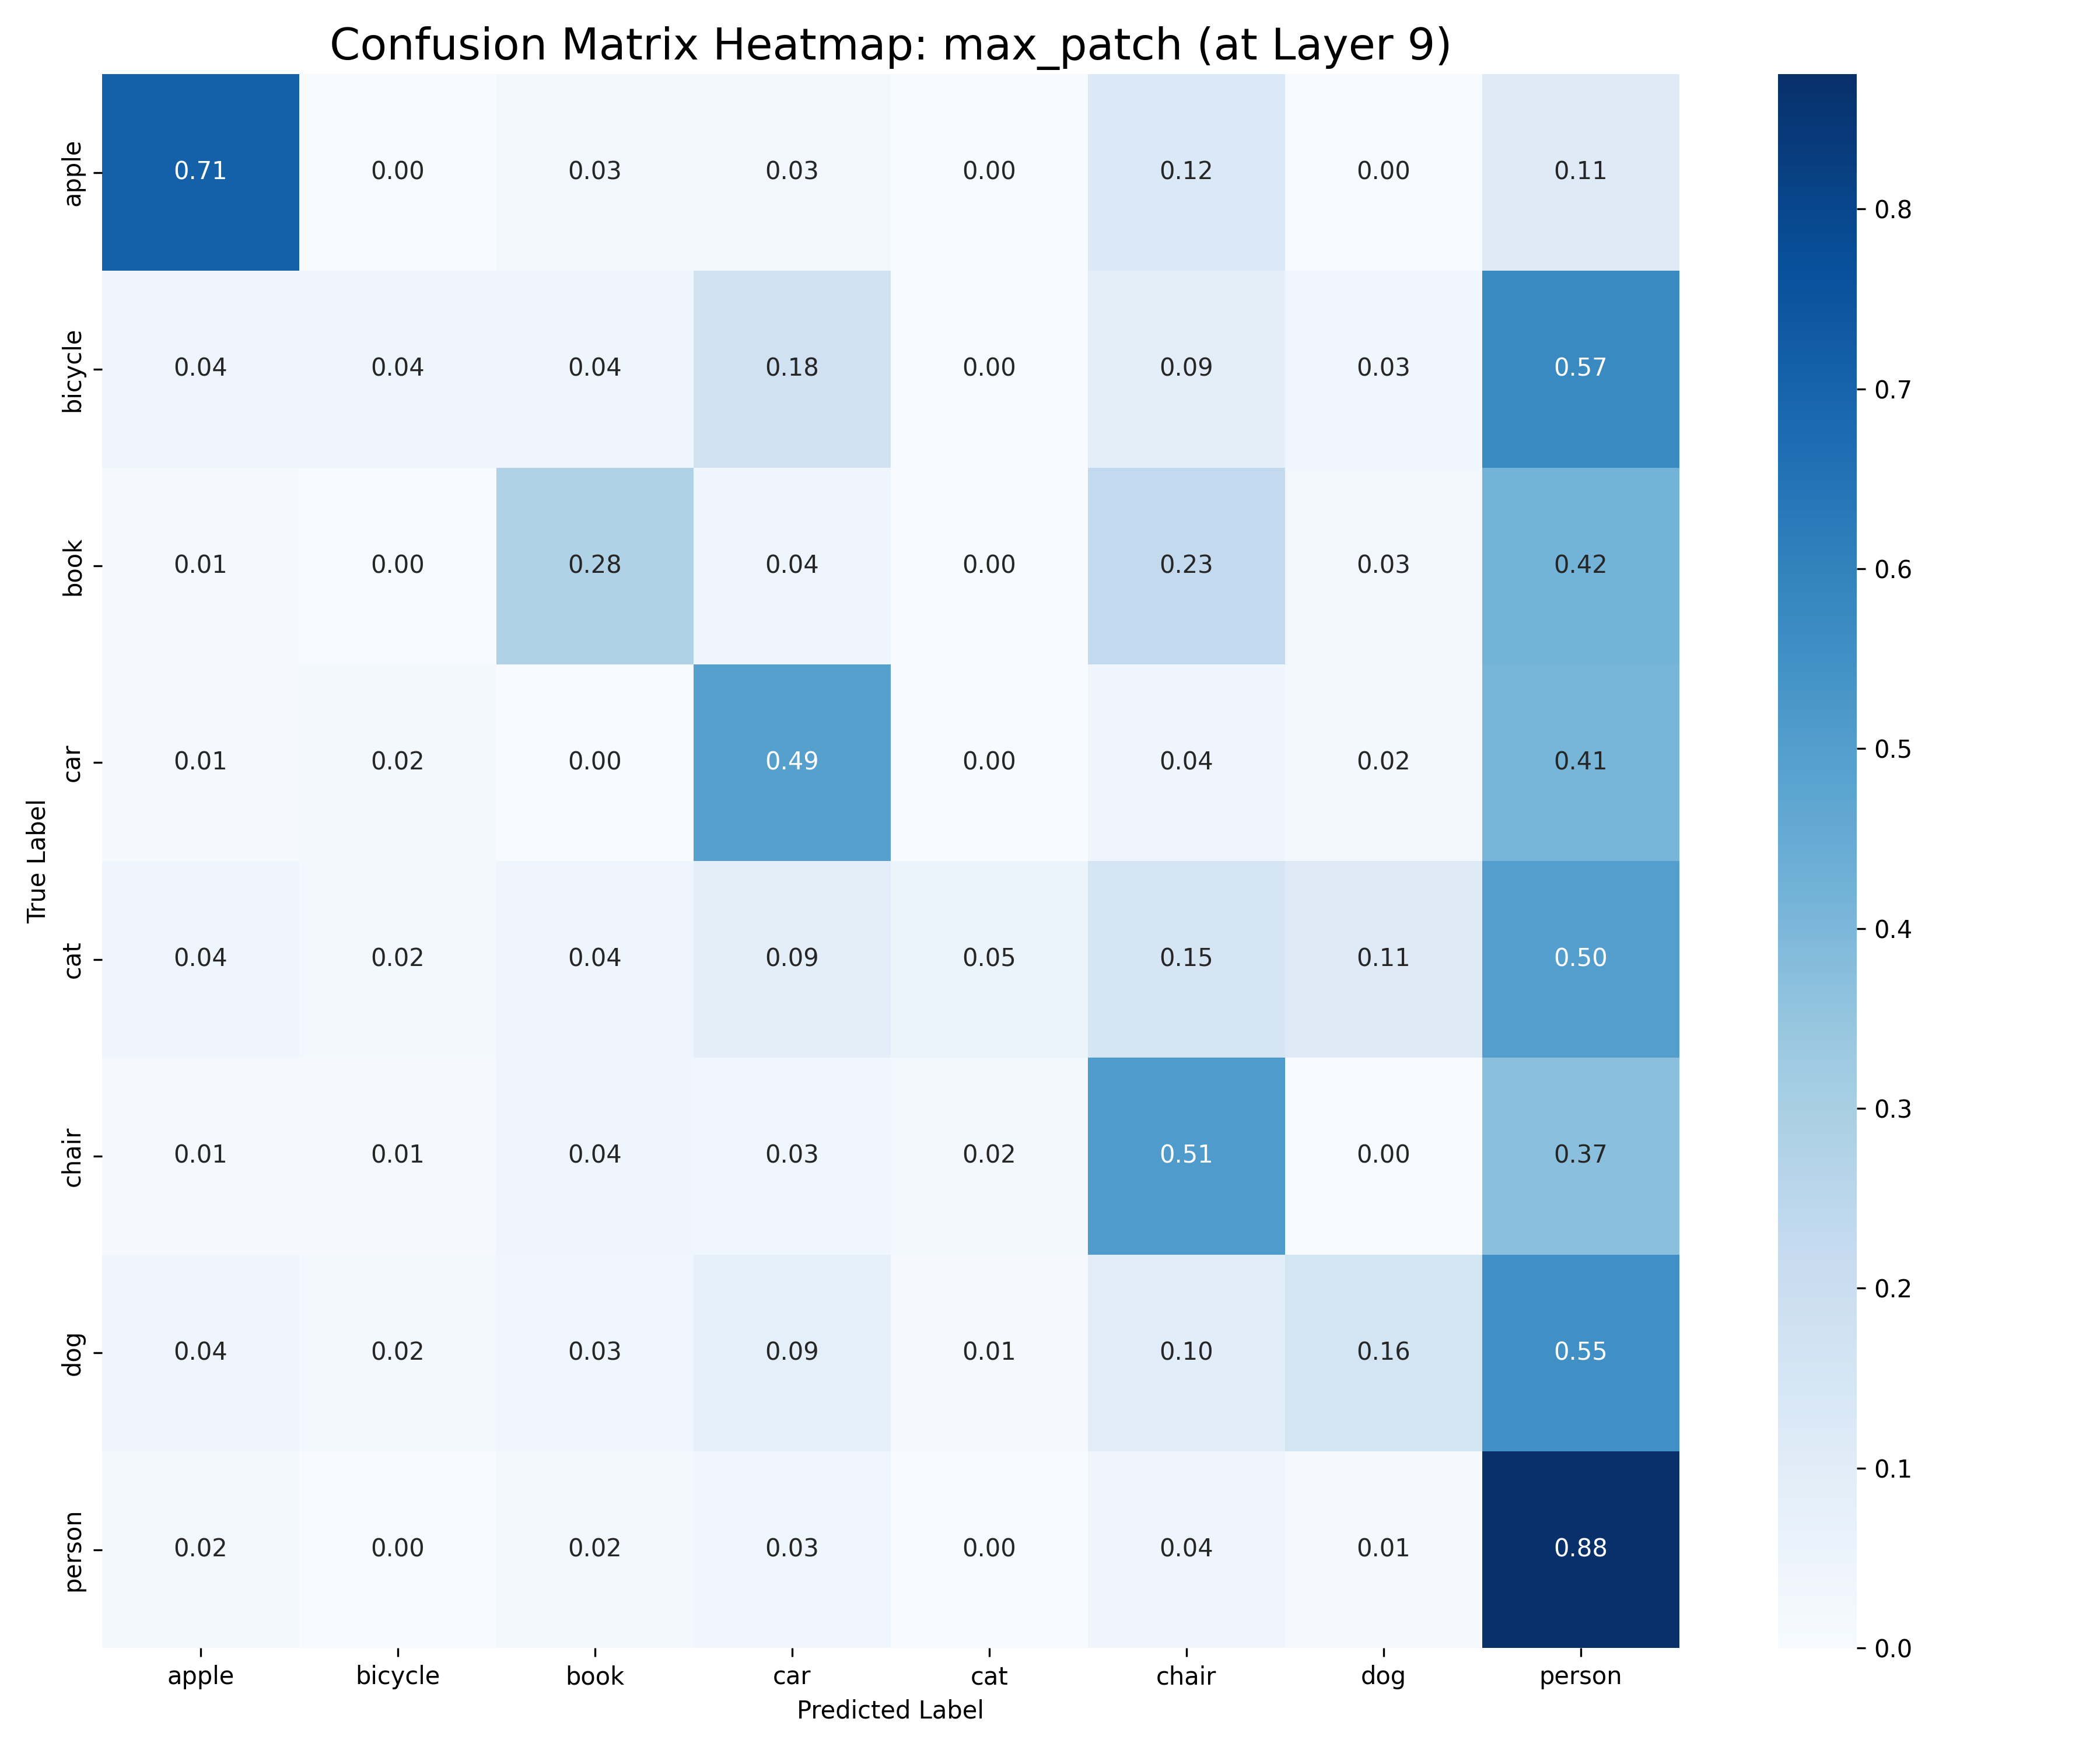 Confusion Matrix Heatmap: max_patch (at Layer 9)
True Label
apple 0.71 0.00 0.03 0.03 0.00 0.12 0.00 0.11
bicycle 0.04 0.04 0.04 0.18 0.00 0.09 0.03 0.57
book 0.01 0.00 0.28 0.04 0.00 0.23 0.03 0.42
car 0.01 0.02 0.00 0.49 0.00 0.04 0.02 0.41
cat 0.04 0.02 0.04 0.09 0.05 0.15 0.11 0.50
chair 0.01 0.01 0.04 0.03 0.02 0.51 0.00 0.37
dog 0.04 0.02 0.03 0.09 0.01 0.10 0.16 0.55
person 0.02 0.00 0.02 0.03 0.00 0.04 0.01 0.88
apple bicycle book car cat chair dog person
Predicted Label
0.8
0.7
0.6
0.5
0.4
0.3
0.2
0.1
0.0